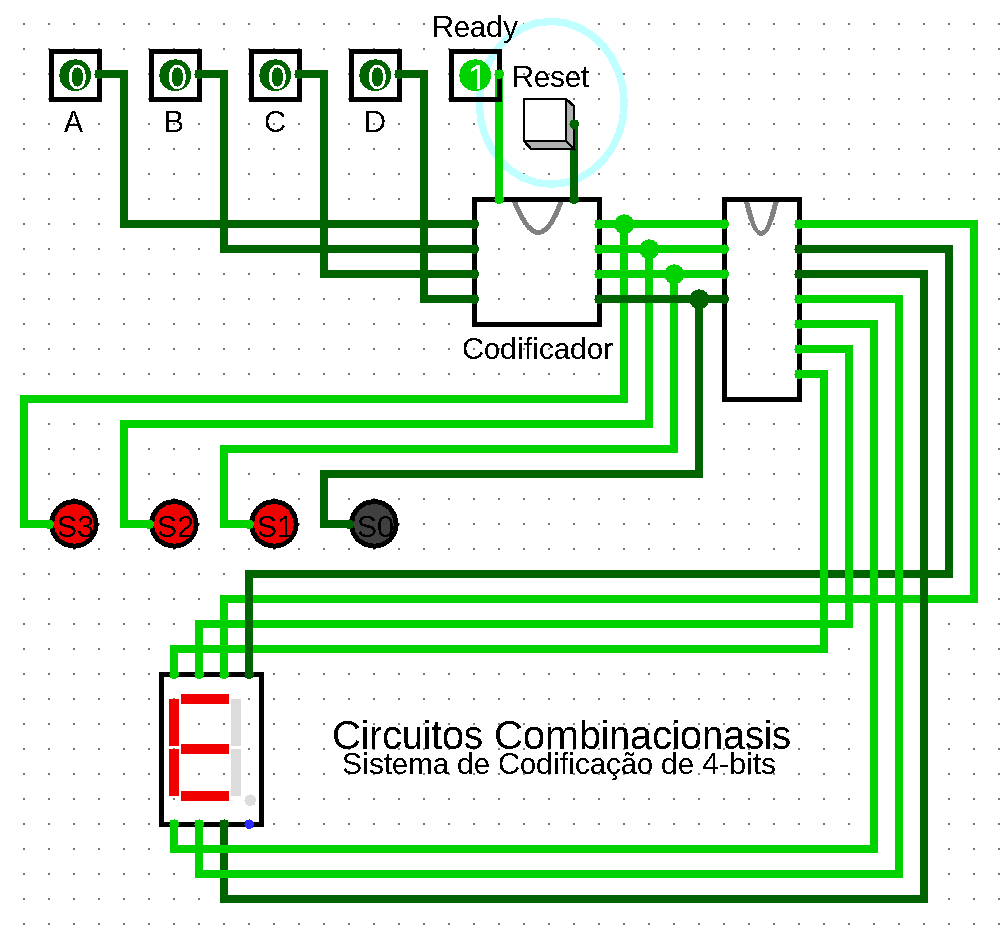 Ready
0 0 0 0 1 Reset
A B C D
Codificador
S3 S2 S1 S0
Circuitos Combinacionasis
Sistema de Codificação de 4-bits